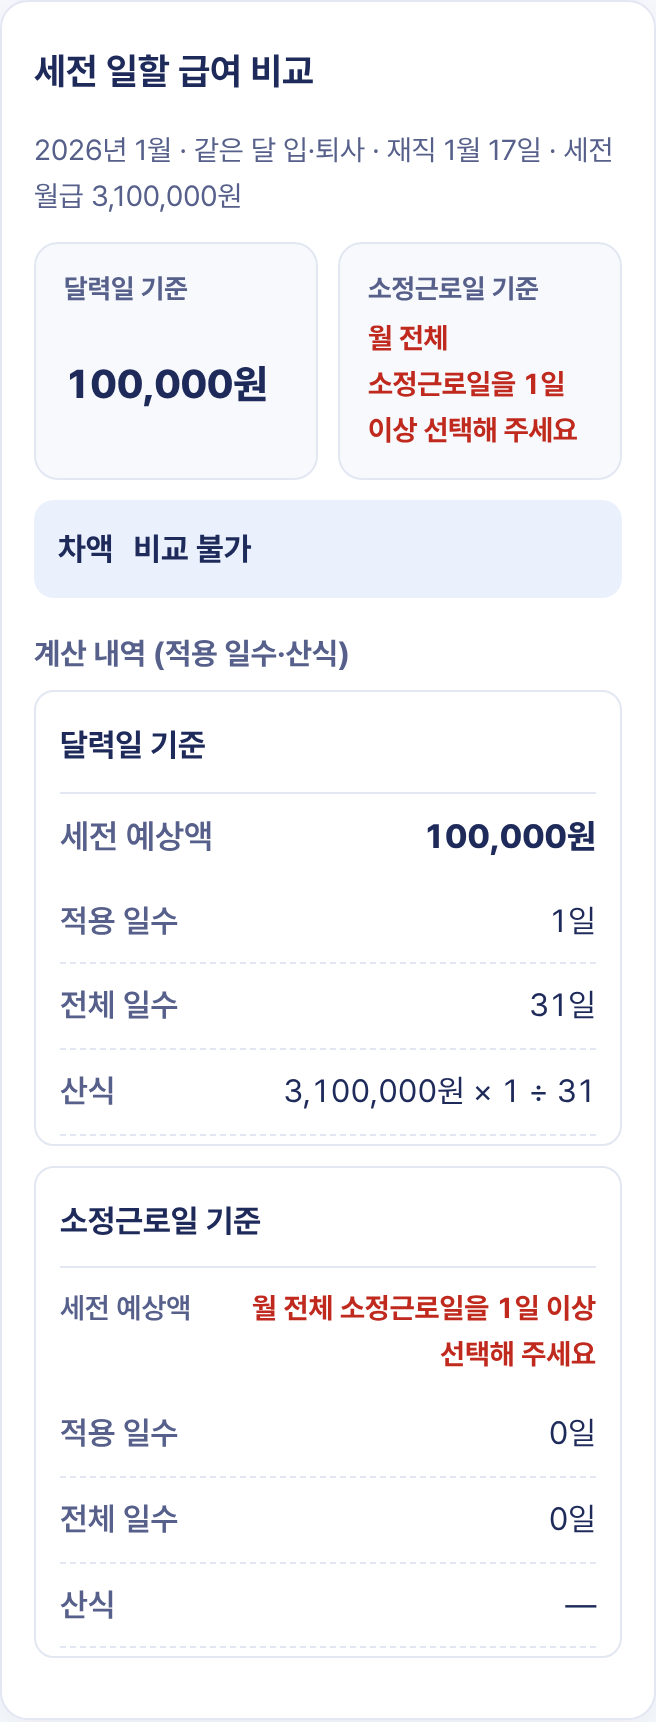 세전 일할 급여 비교
2026년 1월 · 같은 달 입·퇴사 · 재직 1월 17일 · 세전
월급 3,100,000원
달력일 기준
100,000원
소정근로일 기준
월 전체
소정근로일을 1일
이상 선택해 주세요
차액 비교 불가
계산 내역 (적용 일수·산식)
달력일 기준
세전 예상액 100,000원
적용 일수 1일
전체 일수 31일
산식 3,100,000원 × 1 ÷ 31
소정근로일 기준
세전 예상액 월 전체 소정근로일을 1일 이상
선택해 주세요
적용 일수 0일
전체 일수 0일
산식 —